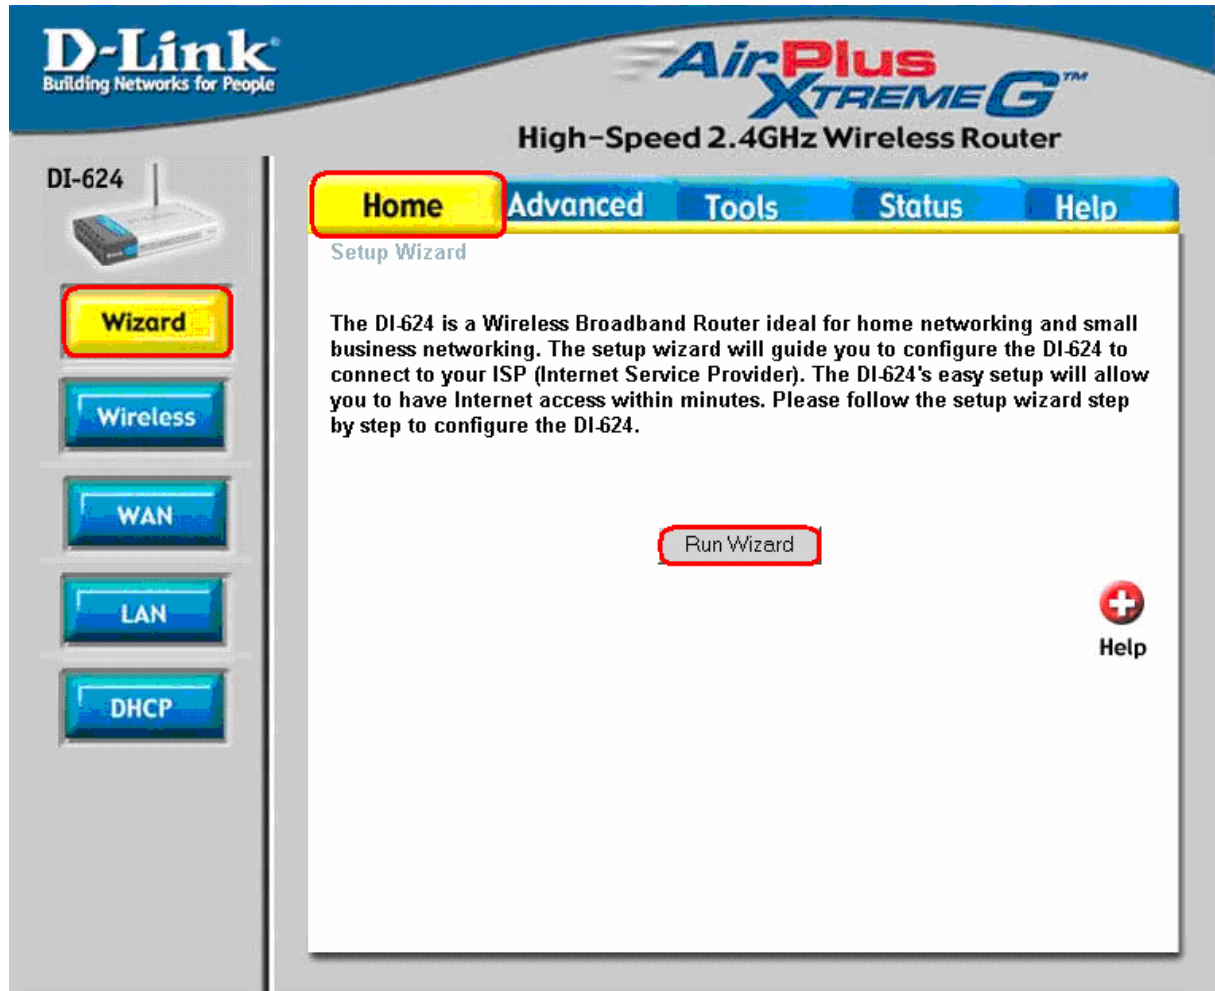 D-Link
Building Networks for People
AirPlus
XTREME G™
High-Speed 2.4GHz Wireless Router
DI-624
Home
Advanced
Tools
Status
Help
Wizard
Wireless
WAN
LAN
DHCP
Setup Wizard
The DI-624 is a Wireless Broadband Router ideal for home networking and small
business networking. The setup wizard will guide you to configure the DI-624 to
connect to your ISP (Internet Service Provider). The DI-624's easy setup will allow
you to have Internet access within minutes. Please follow the setup wizard step
by step to configure the DI-624.
Run Wizard
Help